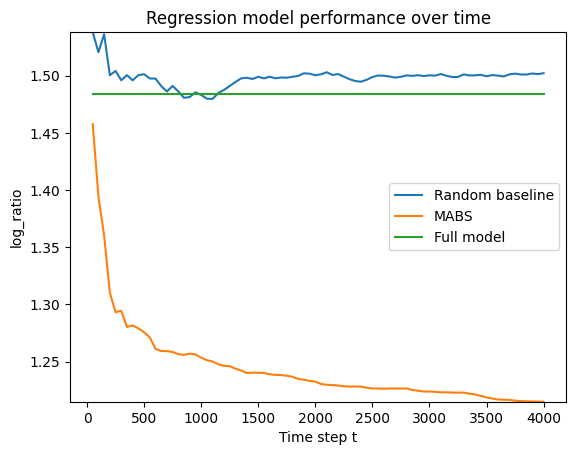 Regression model performance over time
log_ratio
1.50
1.45
1.40
1.35
1.30
1.25
Random baseline
MABS
Full model
0
500
1000
1500
2000
2500
3000
3500
4000
Time step t